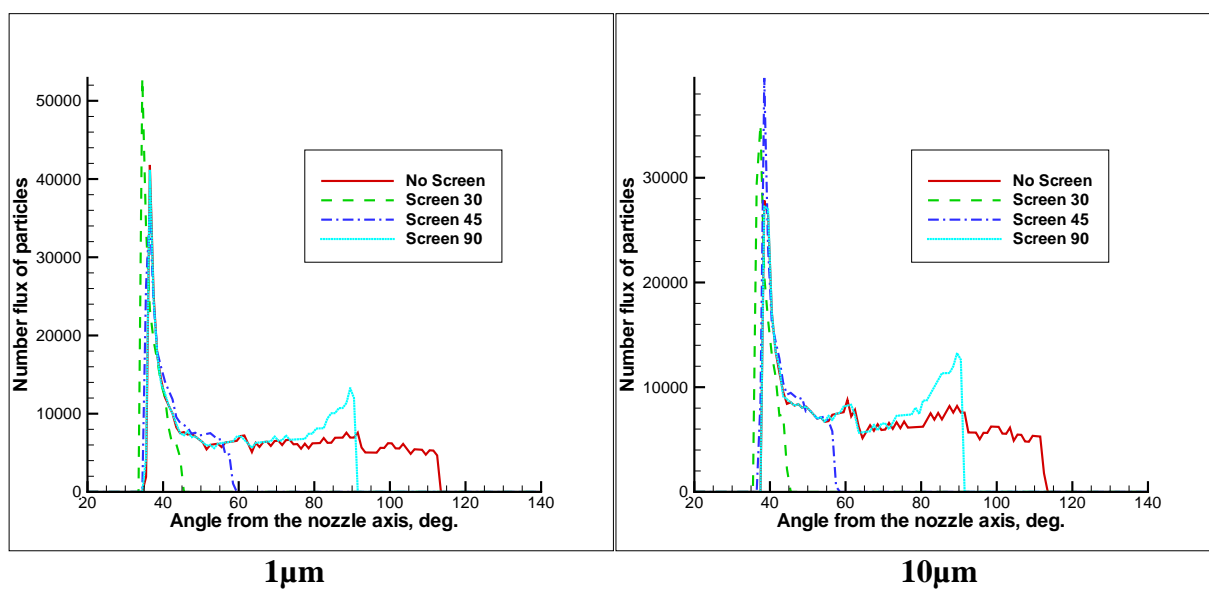 50000
40000
30000
20000
10000
0
Number flux of particles
20 40 60 80 100 120 140
Angle from the nozzle axis, deg.
No Screen
Screen 30
Screen 45
Screen 90
1µm
30000
20000
10000
0
Number flux of particles
20 40 60 80 100 120 140
Angle from the nozzle axis, deg.
No Screen
Screen 30
Screen 45
Screen 90
10µm